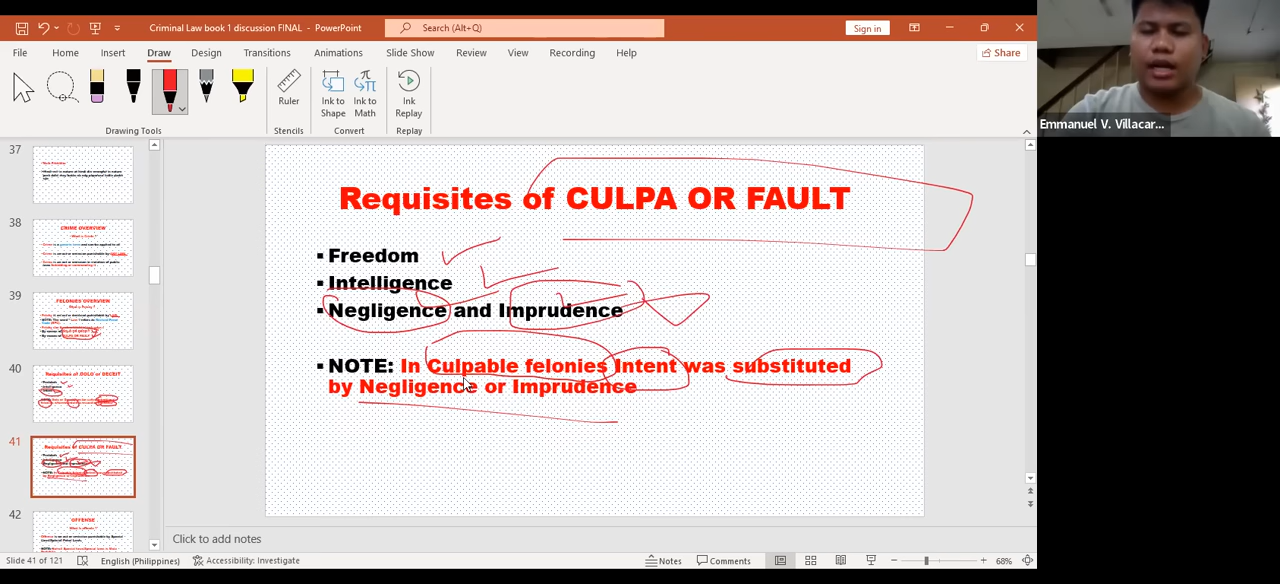 Criminal Law book 1 discussion FINAL - PowerPoint
Search (Alt+Q)
Sign in
File Home Insert Draw Design Transitions Animations Slide Show Review View Recording Help
Share
Ruler
Ink to Shape
Ink to Math
Ink Replay
Drawing Tools
Stencils
Convert
Replay
Emmanuel V. Villacar...
37
38
CRIME OVERVIEW
39
FELONIES OVERVIEW
40
Requisites of DOLO or DECEIT
41
Requisites of CULPA OR FAULT
42
OFFENSE
Requisites of CULPA OR FAULT
▪ Freedom
▪ Intelligence
▪ Negligence and Imprudence
▪ NOTE: In Culpable felonies Intent was substituted
by Negligence or Imprudence
Click to add notes
Slide 41 of 121
English (Philippines)
Accessibility: Investigate
Notes
Comments
68%